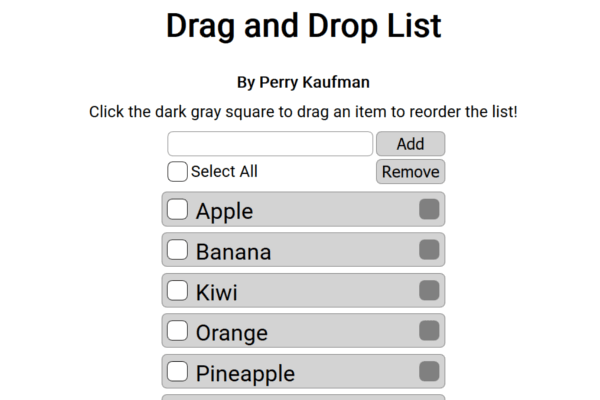 Drag and Drop List
By Perry Kaufman
Click the dark gray square to drag an item to reorder the list!
Add
Select All
Remove
Apple
Banana
Kiwi
Orange
Pineapple